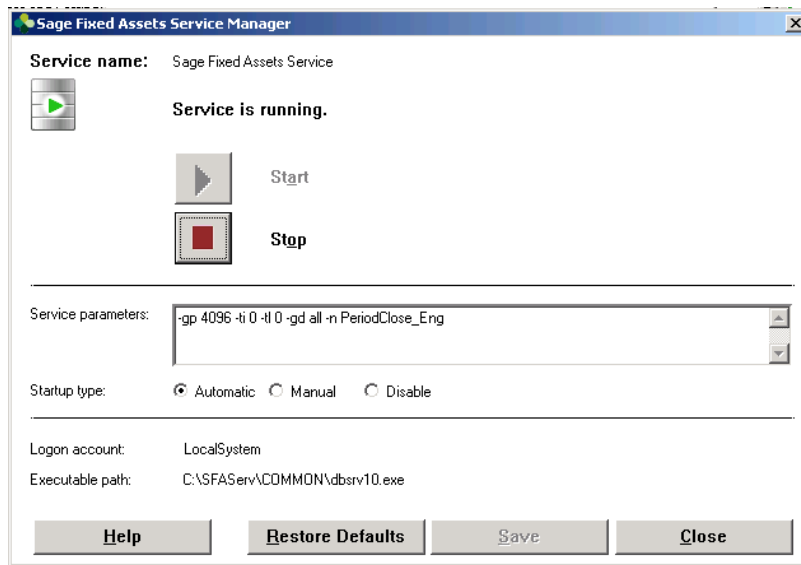 Sage Fixed Assets Service Manager
Service name: Sage Fixed Assets Service
Service is running.
Start
Stop
Service parameters: -gp 4096 -ti 0 -tl 0 -gd all -n PeriodClose_Eng
Startup type: Automatic Manual Disable
Logon account: LocalSystem
Executable path: C:\SFAServ\COMMON\dbsrv10.exe
Help Restore Defaults Save Close